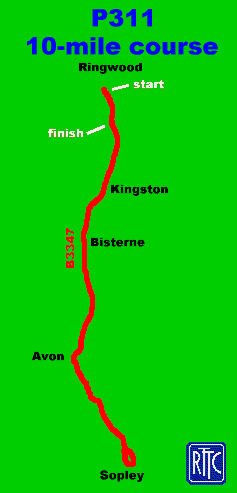 P311
10-mile course
Ringwood
start
finish
Kingston
B3347
Bisterne
Avon
Sopley
RTTC